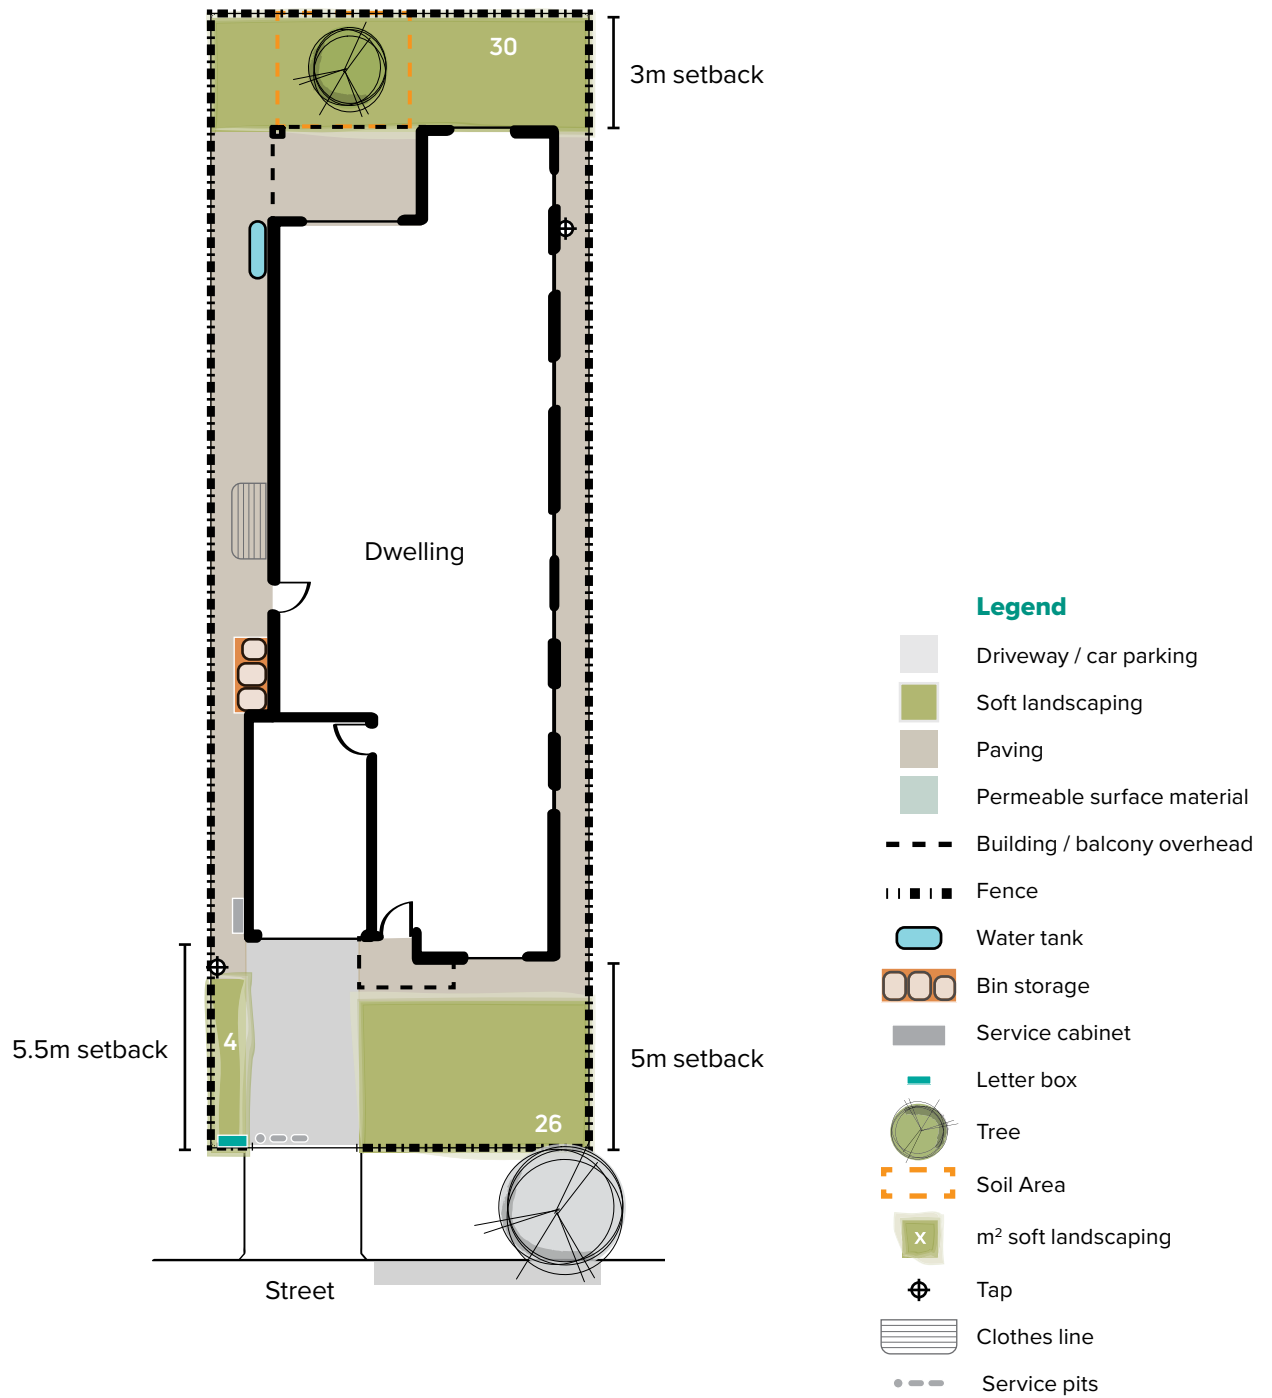 30
3m setback
Dwelling
5.5m setback
4
5m setback
26
Street
Legend
Driveway / car parking
Soft landscaping
Paving
Permeable surface material
Building / balcony overhead
Fence
Water tank
Bin storage
Service cabinet
Letter box
Tree
Soil Area
x
m² soft landscaping
Tap
Clothes line
Service pits